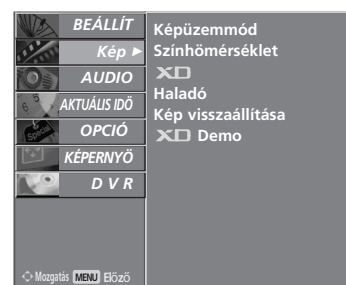 BEÁLLÍT
Kép ►
AUDIO
AKTUÁLIS IDŐ
OPCIÓ
KÉPERNYŐ
D V R
Képüzemmód
Színhőmérséklet
XD
Haladó
Kép visszaállítása
XD Demo
Mozgatás MENU Előző